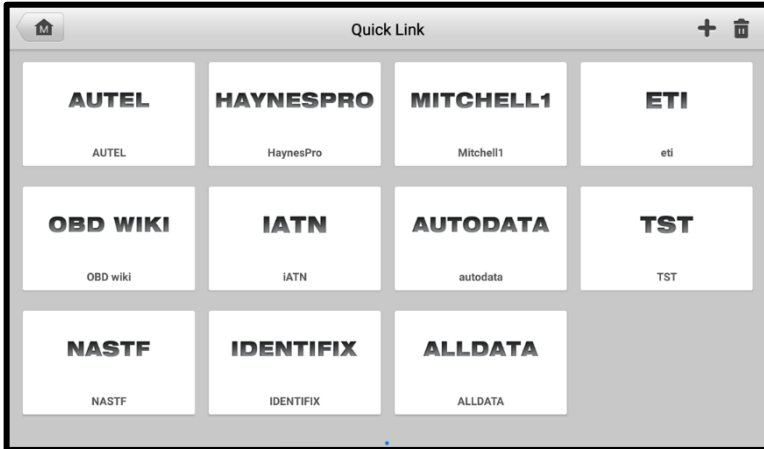 M
Quick Link
AUTEL
AUTEL
HAYNESPRO
HaynesPro
MITCHELL1
Mitchell1
ETI
eti
OBD WIKI
OBD wiki
IATN
iATN
AUTODATA
autodata
TST
TST
NASTF
NASTF
IDENTIFIX
IDENTIFIX
ALLDATA
ALLDATA